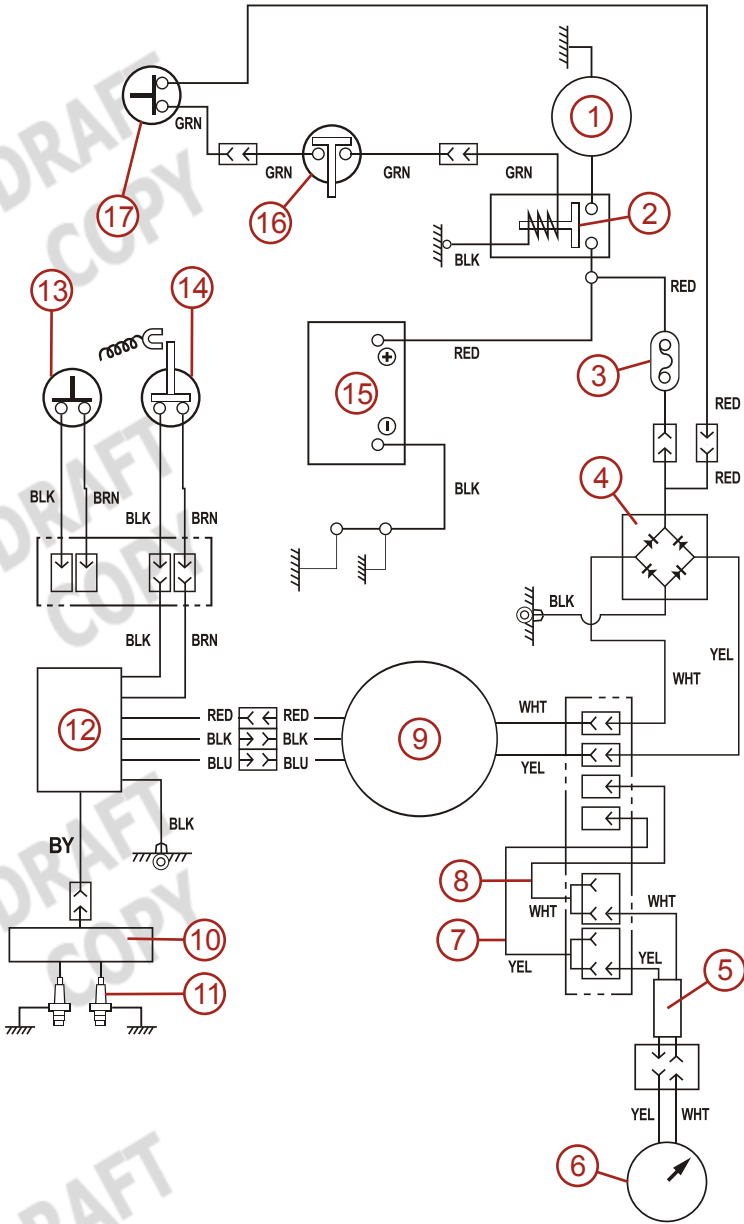 DRAFT
COPY
1
GRN
GRN
GRN
GRN
17
16
2
BLK
RED
13
14
3
RED
15
+
−
RED
RED
BLK
BRN
BLK
BRN
BLK
4
DRAFT
COPY
BLK
BLK
BRN
YEL
WHT
12
RED
RED
BLK
BLK
BLU
BLU
9
WHT
YEL
BLK
BY
DRAFT
COPY
8
WHT
WHT
7
YEL
YEL
10
11
5
YEL
WHT
6
DRAFT